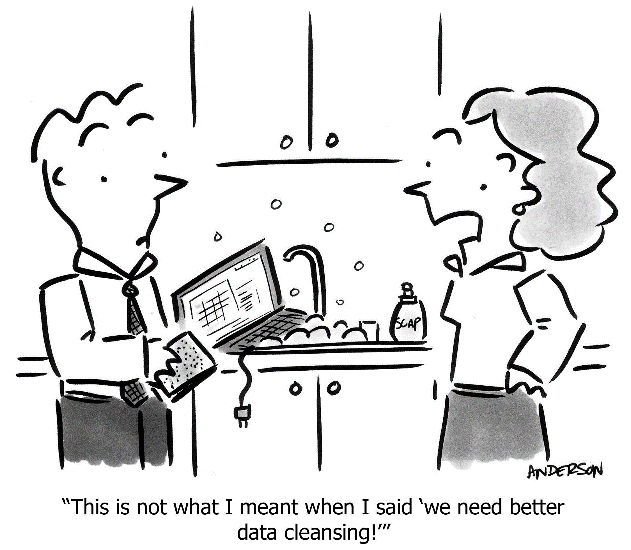 SOAP
ANDERSON
“This is not what I meant when I said ‘we need better
data cleansing!’”